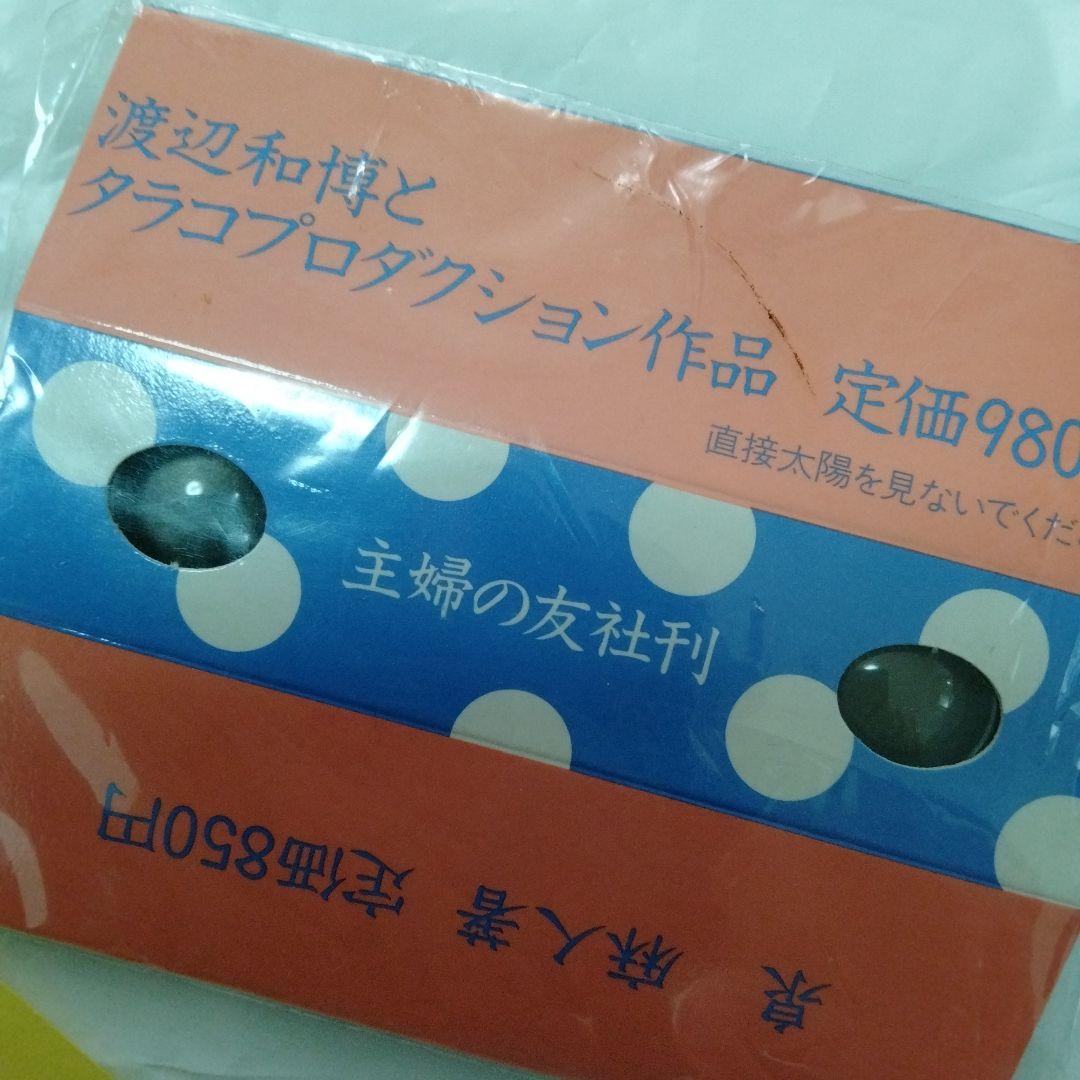 渡辺和博と
タラコプロダクション作品 定価980
直接太陽を見ないでくだ
主婦の友社刊
泉 麻人著 定価850円